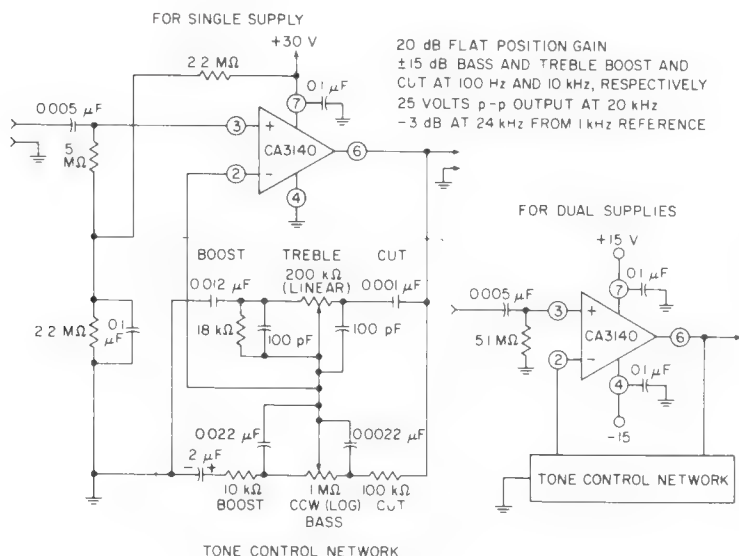 FOR SINGLE SUPPLY
+30 V
2.2 MΩ
0.1 µF
7
0.005 µF
3
+
CA3140
6
5
MΩ
2
–
4
20 dB FLAT POSITION GAIN
±15 dB BASS AND TREBLE BOOST AND
CUT AT 100 Hz AND 10 kHz, RESPECTIVELY
25 VOLTS p-p OUTPUT AT 20 kHz
–3 dB AT 24 kHz FROM 1 kHz REFERENCE
BOOST TREBLE CUT
200 kΩ
(LINEAR)
0.012 µF
0.001 µF
18 kΩ
100 pF
100 pF
2.2 MΩ
0.1
µF
0.022
µF
0.0022
µF
2 µF
– +
10 kΩ
BOOST
1 MΩ
CCW (LOG)
BASS
100 kΩ
CUT
TONE CONTROL NETWORK
FOR DUAL SUPPLIES
+15 V
7
0.1 µF
0.005
µF
3
+
CA3140
6
5.1 MΩ
2
–
4
0.1 µF
-15
TONE CONTROL NETWORK